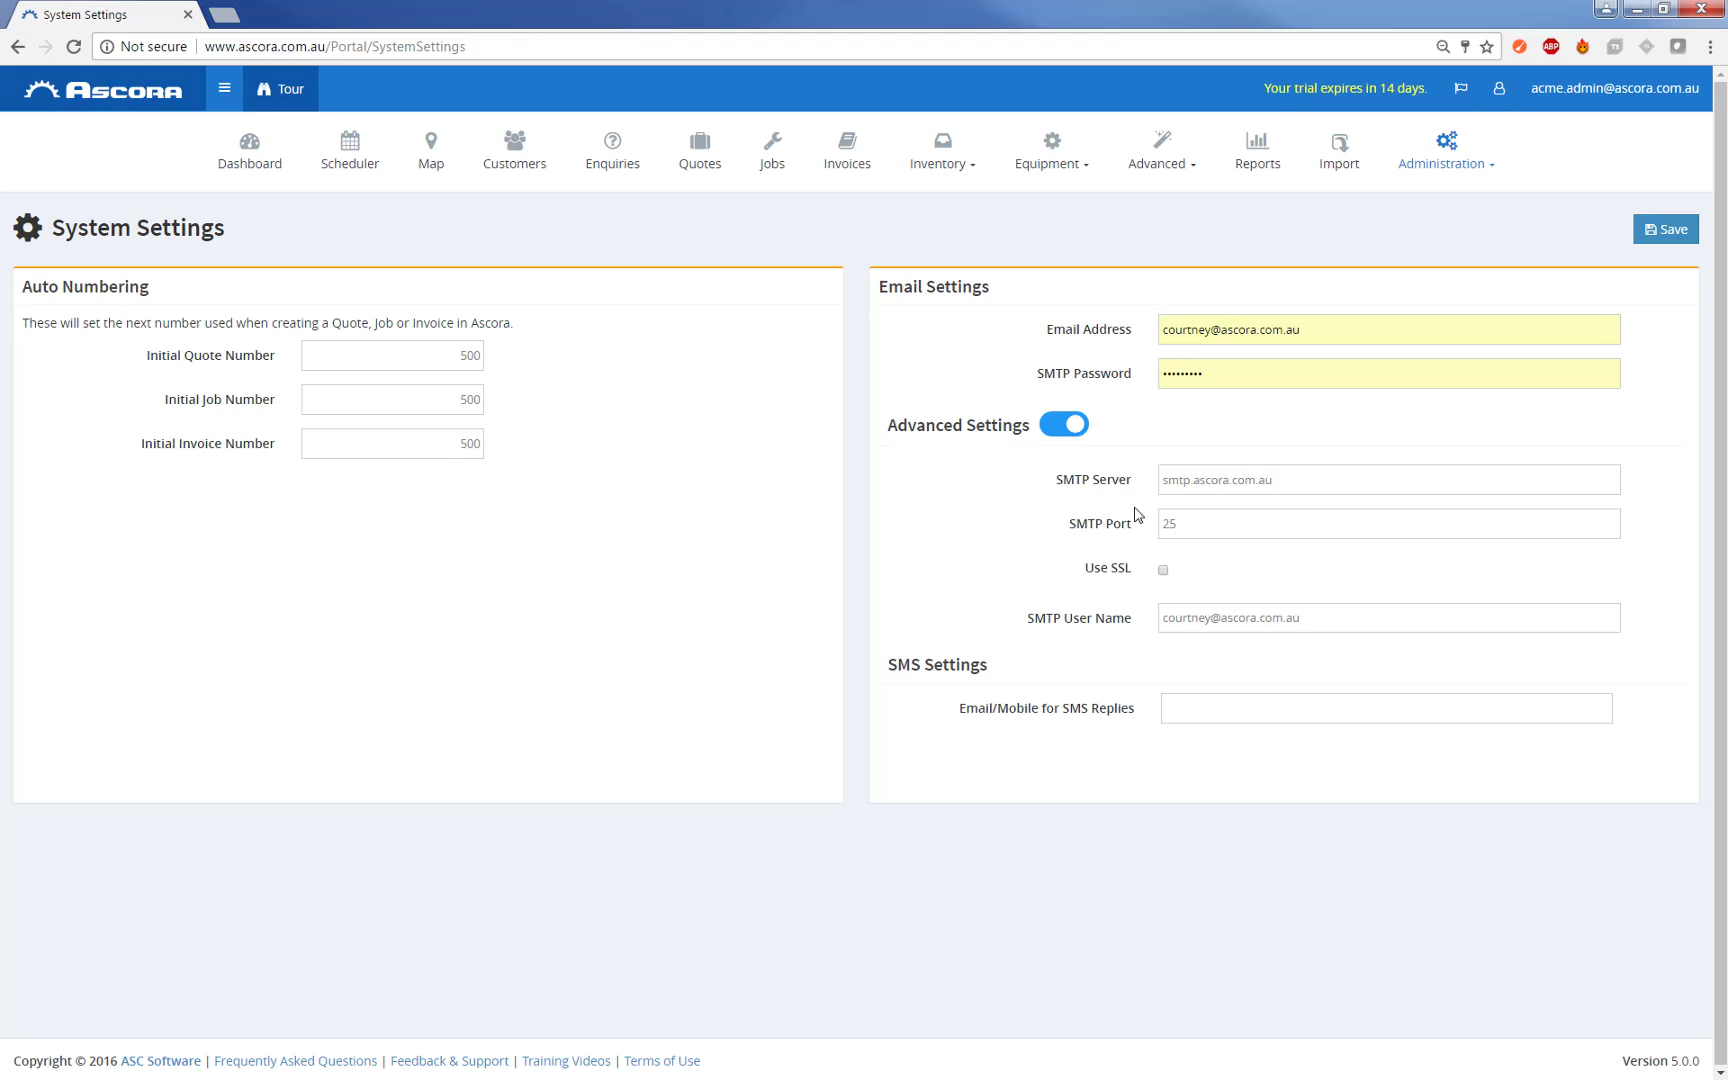 System Settings
Not secure | www.ascora.com.au/Portal/SystemSettings
ABP
TS
ASCORA
Tour
Your trial expires in 14 days.
acme.admin@ascora.com.au
Dashboard
Scheduler
Map
Customers
Enquiries
Quotes
Jobs
Invoices
Inventory
Equipment
Advanced
Reports
Import
Administration
System Settings
Save
Auto Numbering
These will set the next number used when creating a Quote, Job or Invoice in Ascora.
Initial Quote Number 500
Initial Job Number 500
Initial Invoice Number 500
Email Settings
Email Address courtney@ascora.com.au
SMTP Password •••••••••
Advanced Settings
SMTP Server smtp.ascora.com.au
SMTP Port 25
Use SSL
SMTP User Name courtney@ascora.com.au
SMS Settings
Email/Mobile for SMS Replies
Copyright © 2016 ASC Software | Frequently Asked Questions | Feedback & Support | Training Videos | Terms of Use
Version 5.0.0